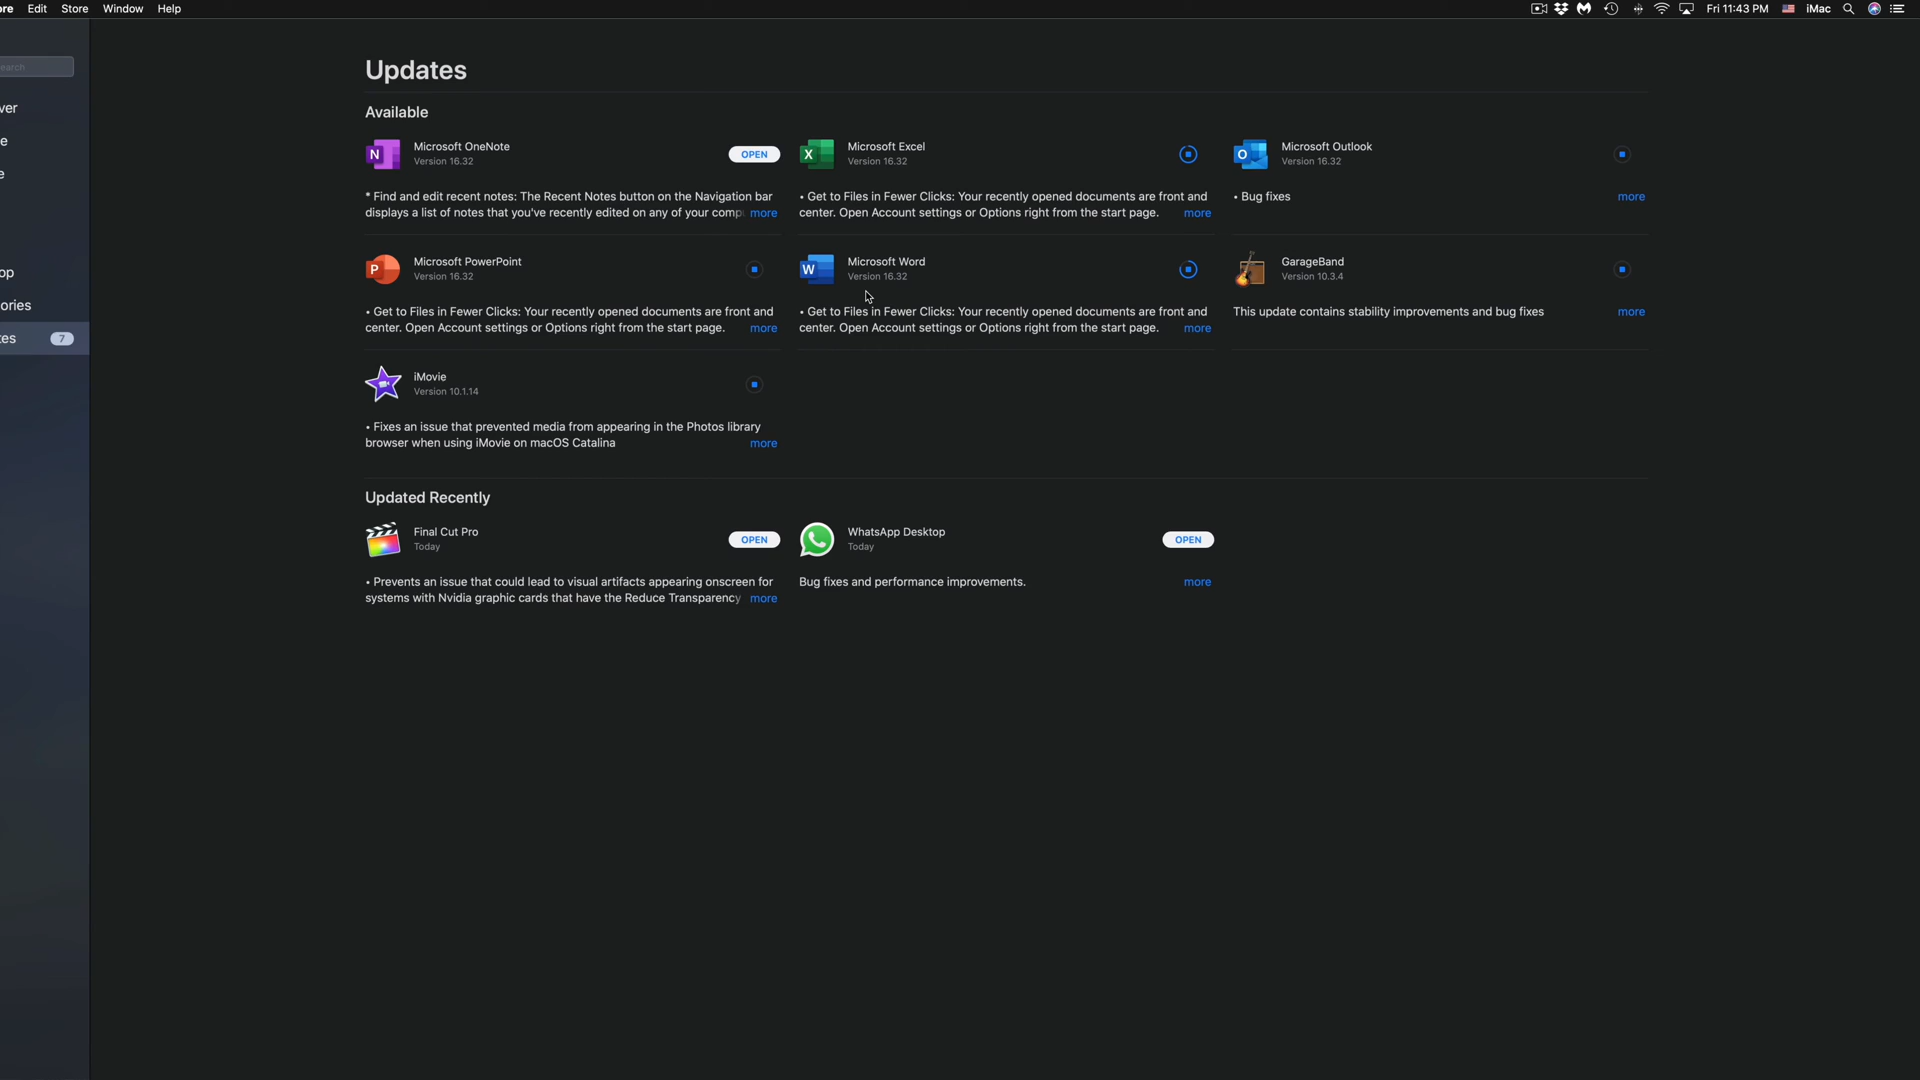 ore Edit Store Window Help
Fri 11:43 PM iMac
earch
ver
e
e
op
ories
tes 7
Updates
Available
Microsoft OneNote
Version 16.32
OPEN
* Find and edit recent notes: The Recent Notes button on the Navigation bar
displays a list of notes that you've recently edited on any of your compu more
Microsoft Excel
Version 16.32
• Get to Files in Fewer Clicks: Your recently opened documents are front and
center. Open Account settings or Options right from the start page. more
Microsoft Outlook
Version 16.32
• Bug fixes more
Microsoft PowerPoint
Version 16.32
• Get to Files in Fewer Clicks: Your recently opened documents are front and
center. Open Account settings or Options right from the start page. more
Microsoft Word
Version 16.32
• Get to Files in Fewer Clicks: Your recently opened documents are front and
center. Open Account settings or Options right from the start page. more
GarageBand
Version 10.3.4
This update contains stability improvements and bug fixes more
iMovie
Version 10.1.14
• Fixes an issue that prevented media from appearing in the Photos library
browser when using iMovie on macOS Catalina more
Updated Recently
Final Cut Pro
Today
OPEN
• Prevents an issue that could lead to visual artifacts appearing onscreen for
systems with Nvidia graphic cards that have the Reduce Transparency more
WhatsApp Desktop
Today
OPEN
Bug fixes and performance improvements. more